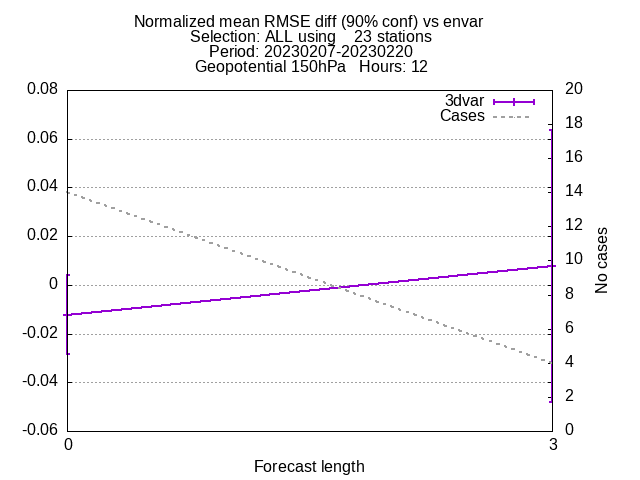 Normalized mean RMSE diff (90% conf) vs envar
Selection: ALL using    23 stations
Period: 20230207-20230220
Geopotential 150hPa   Hours: 12
3dvar
Cases
0.08
0.06
0.04
0.02
0
-0.02
-0.04
-0.06
20
18
16
14
12
10
8
6
4
2
0
No cases
0
3
Forecast length